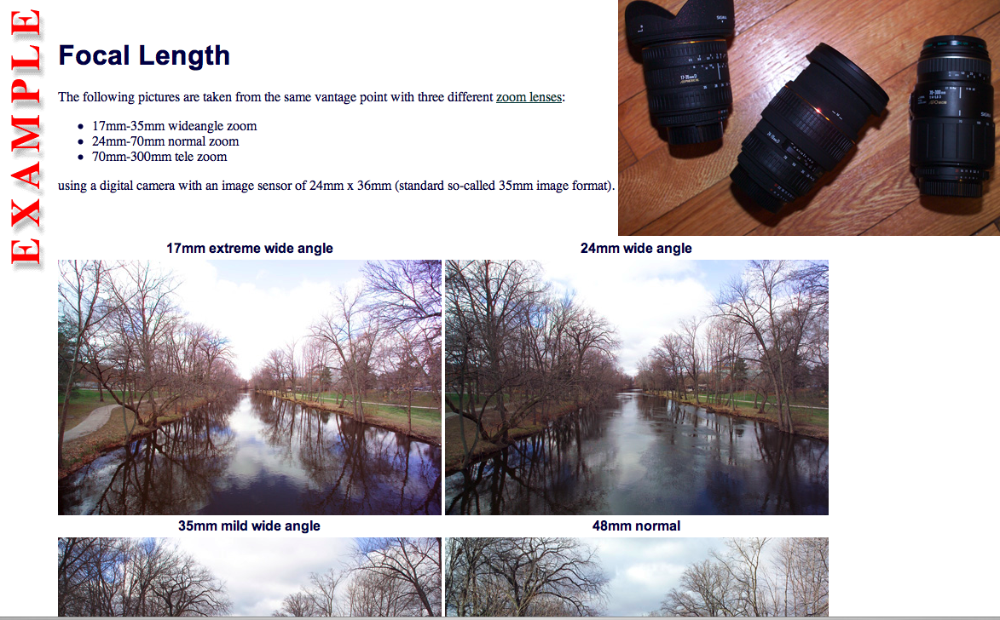 EXAMPLE
Focal Length
The following pictures are taken from the same vantage point with three different zoom lenses:
17mm-35mm wideangle zoom
24mm-70mm normal zoom
70mm-300mm tele zoom
using a digital camera with an image sensor of 24mm x 36mm (standard so-called 35mm image format).
SIGMA
17mm extreme wide angle
24mm wide angle
35mm mild wide angle
48mm normal